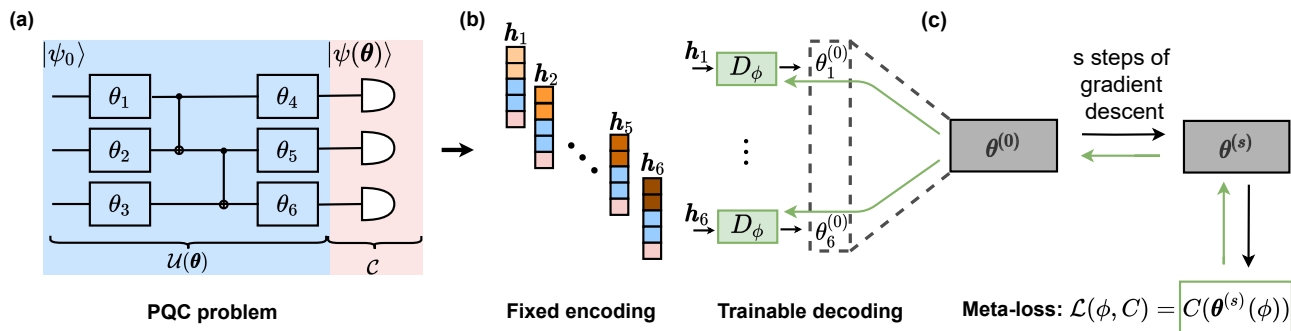 (a)
|ψ₀⟩
|ψ(θ)⟩
θ₁
θ₄
θ₂
θ₅
θ₃
θ₆
𝒰(θ)
𝒞
PQC problem
(b)
h₁
h₂
h₅
h₆
Fixed encoding
h₁
D_ϕ
θ₁⁽⁰⁾
⋮
h₆
D_ϕ
θ₆⁽⁰⁾
Trainable decoding
(c)
θ⁽⁰⁾
s steps of
gradient
descent
θ⁽ˢ⁾
Meta-loss: ℒ(ϕ, C) = C(θ⁽ˢ⁾(ϕ))